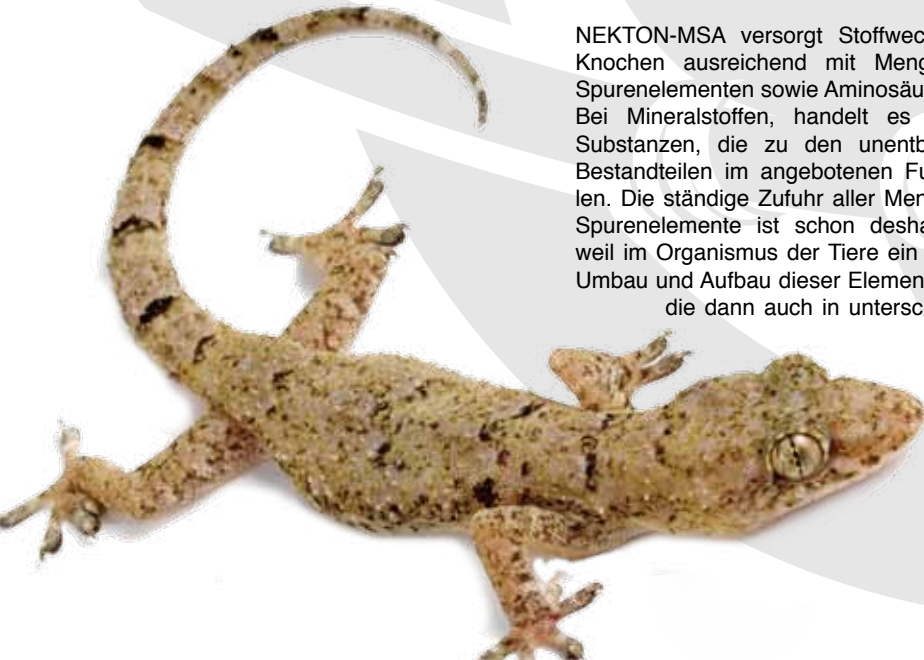 NEKTON-MSA versorgt Stoffwec
Knochen ausreichend mit Meng
Spurenelementen sowie Aminosäu
Bei Mineralstoffen, handelt es
Substanzen, die zu den unentb
Bestandteilen im angebotenen Fu
len. Die ständige Zufuhr aller Men
Spurenelemente ist schon desha
weil im Organismus der Tiere ein
Umbau und Aufbau dieser Elemen
die dann auch in untersc